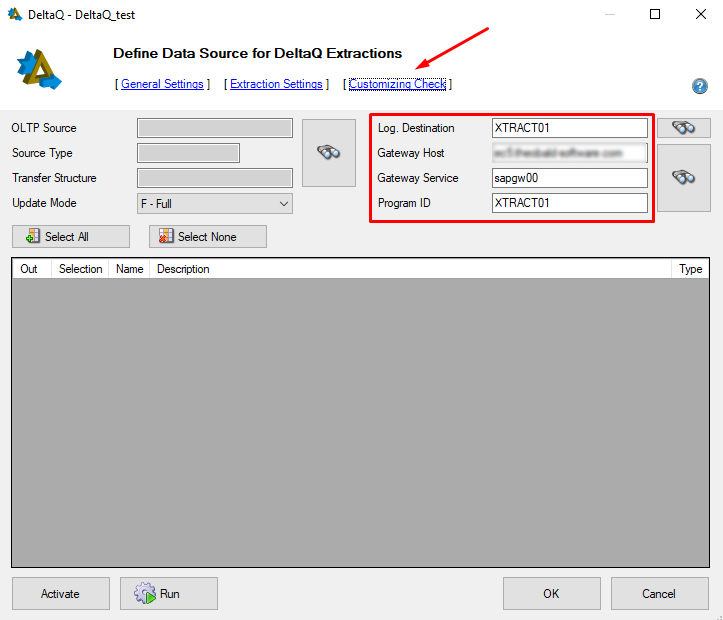 DeltaQ - DeltaQ_test
Define Data Source for DeltaQ Extractions
[ General Settings ] [ Extraction Settings ] [ Customizing Check ]
OLTP Source
Source Type
Transfer Structure
Update Mode F - Full
Log. Destination XTRACT01
Gateway Host
Gateway Service sapgw00
Program ID XTRACT01
Select All Select None
Out Selection Name Description Type
Activate Run OK Cancel